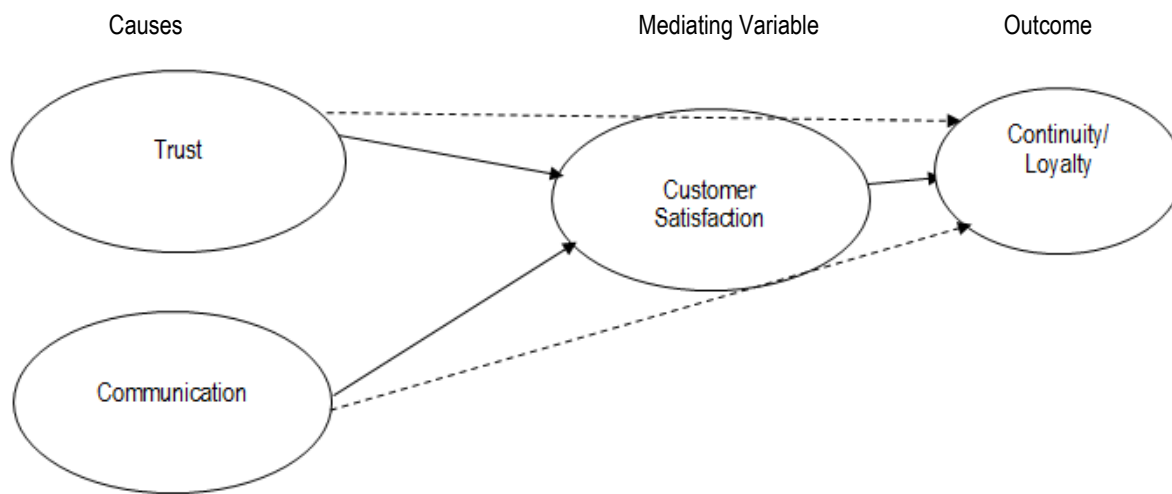 Causes
Mediating Variable
Outcome
Trust
Continuity/
Loyalty
Customer
Satisfaction
Communication